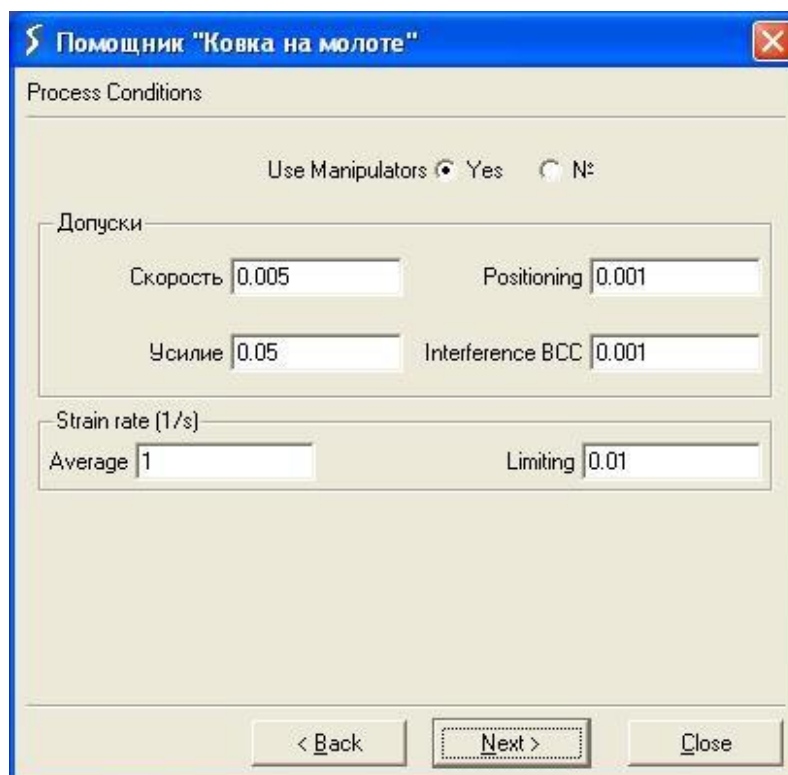 Помощник "Ковка на молоте"
Process Conditions
Use Manipulators Yes №
Допуски
Скорость 0.005 Positioning 0.001
Усилие 0.05 Interference BCC 0.001
Strain rate (1/s)
Average 1 Limiting 0.01
< Back Next > Close